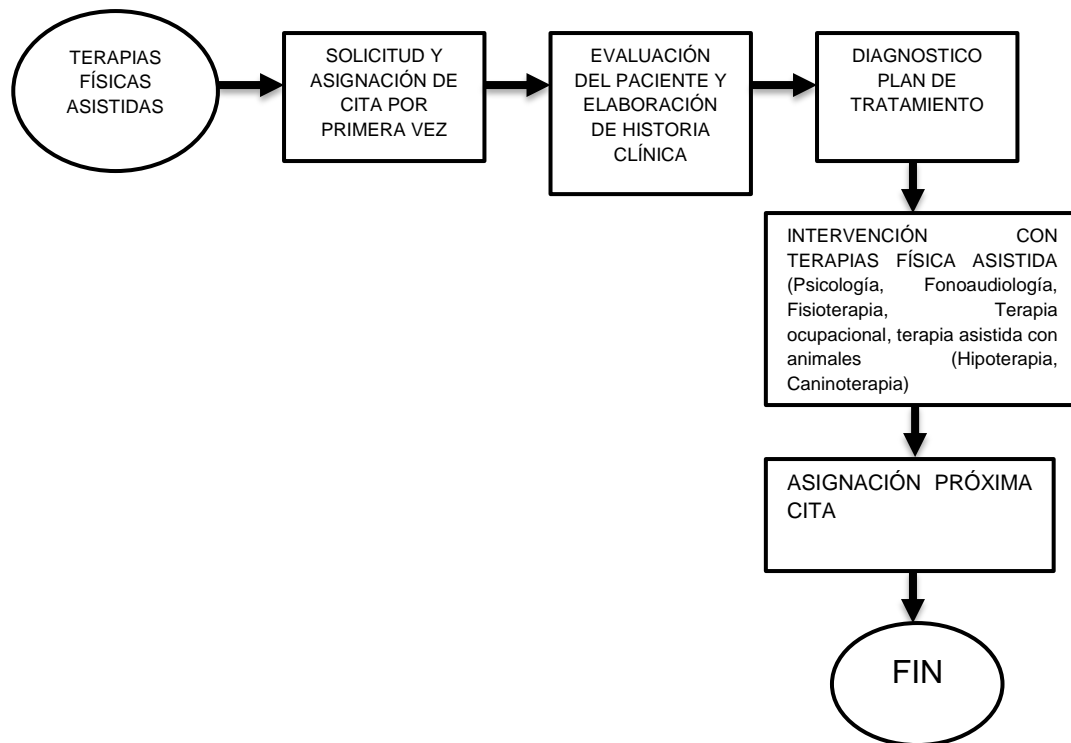 TERAPIAS
FÍSICAS
ASISTIDAS
SOLICITUD Y
ASIGNACIÓN DE
CITA POR
PRIMERA VEZ
EVALUACIÓN
DEL PACIENTE Y
ELABORACIÓN
DE HISTORIA
CLÍNICA
DIAGNOSTICO
PLAN DE
TRATAMIENTO
INTERVENCIÓN CON
TERAPIAS FÍSICA ASISTIDA
(Psicología, Fonoaudiología,
Fisioterapia, Terapia
ocupacional, terapia asistida con
animales (Hipoterapia,
Caninoterapia)
ASIGNACIÓN PRÓXIMA
CITA
FIN